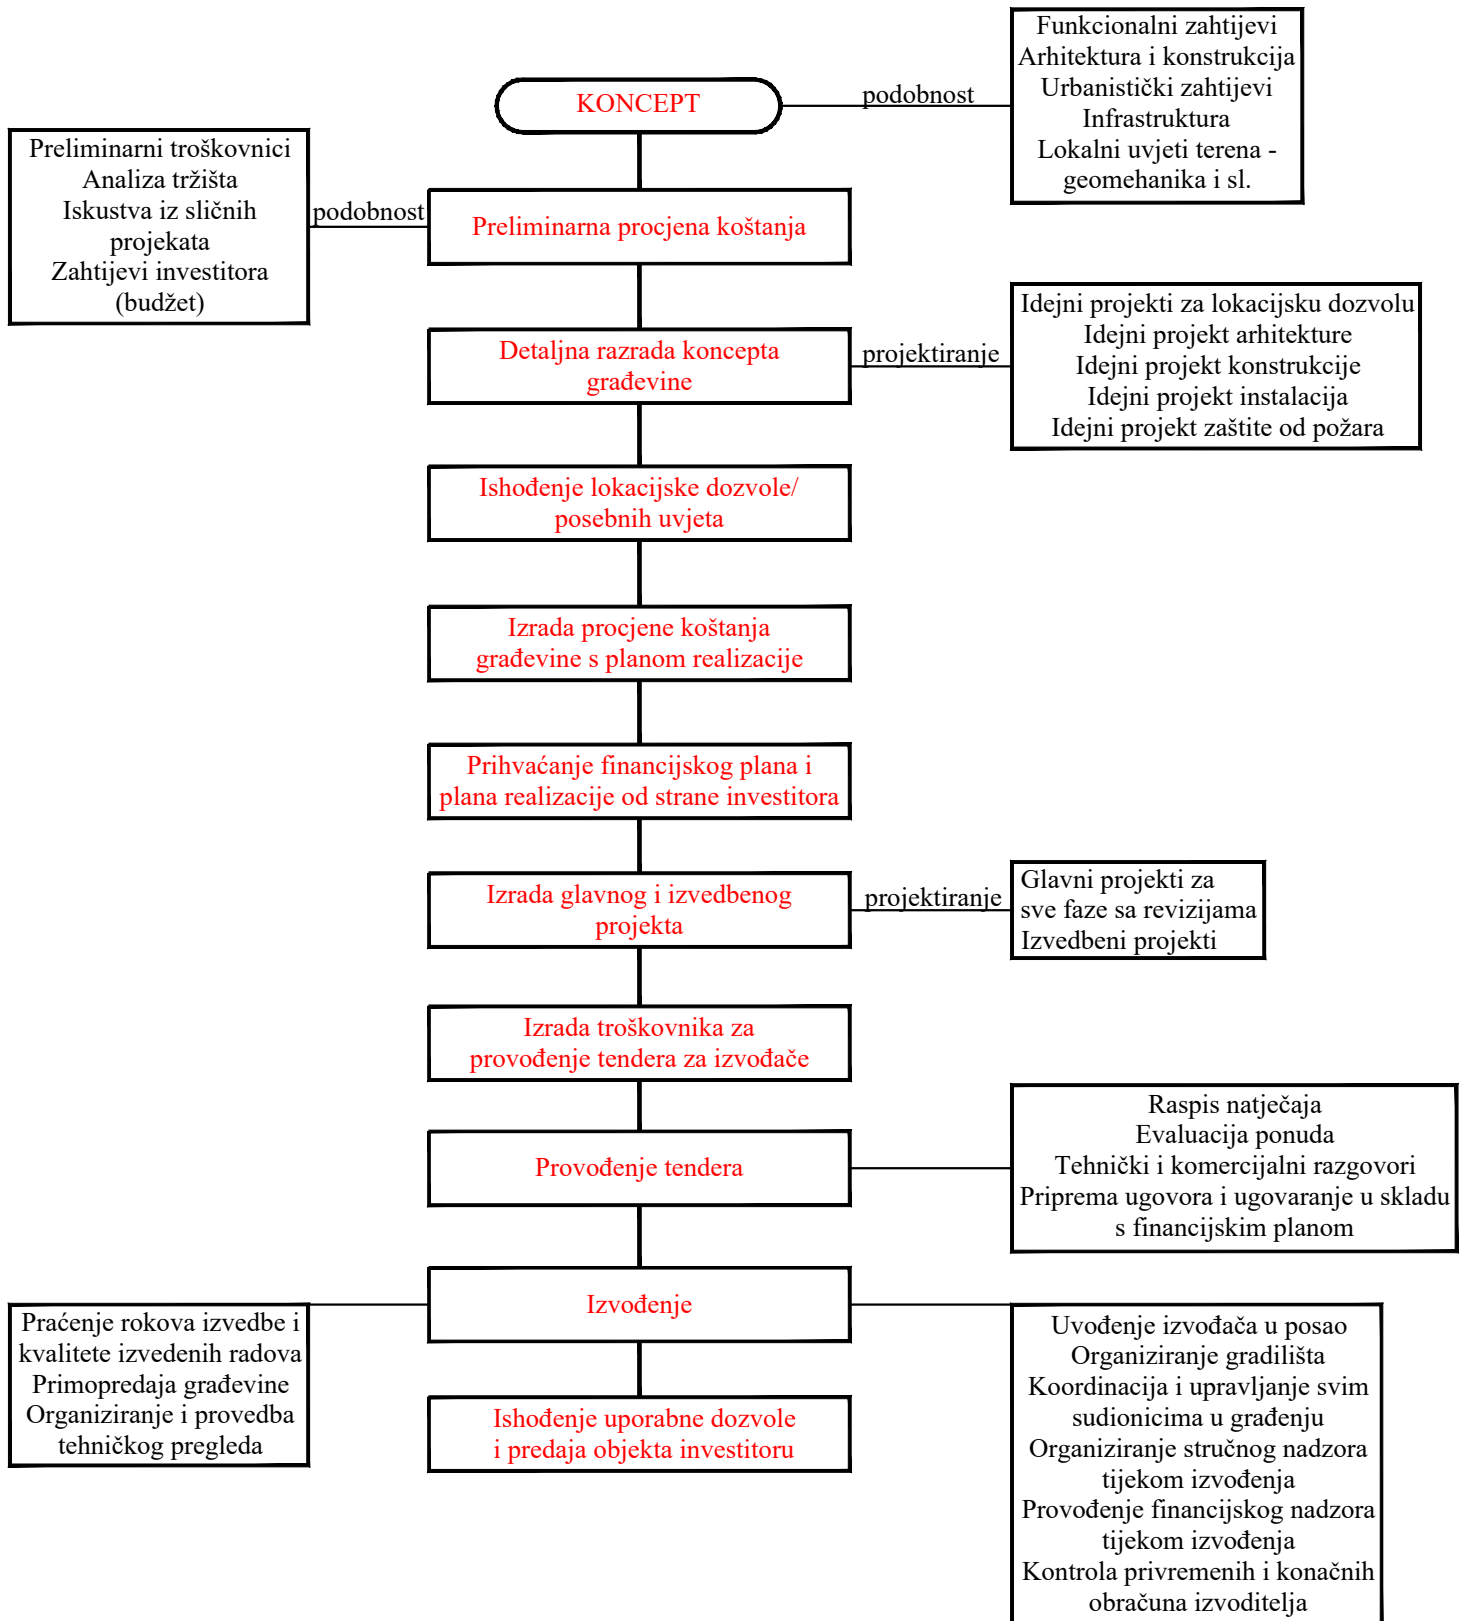 KONCEPT
podobnost
Funkcionalni zahtijevi
Arhitektura i konstrukcija
Urbanistički zahtijevi
Infrastruktura
Lokalni uvjeti terena -
geomehanika i sl.
Preliminarni troškovnici
Analiza tržišta
Iskustva iz sličnih
projekata
Zahtijevi investitora
(budžet)
podobnost
Preliminarna procjena koštanja
Detaljna razrada koncepta
građevine
projektiranje
Idejni projekti za lokacijsku dozvolu
Idejni projekt arhitekture
Idejni projekt konstrukcije
Idejni projekt instalacija
Idejni projekt zaštite od požara
Ishođenje lokacijske dozvole/
posebnih uvjeta
Izrada procjene koštanja
građevine s planom realizacije
Prihvaćanje financijskog plana i
plana realizacije od strane investitora
Izrada glavnog i izvedbenog
projekta
projektiranje
Glavni projekti za
sve faze sa revizijama
Izvedbeni projekti
Izrada troškovnika za
provođenje tendera za izvođače
Provođenje tendera
Raspis natječaja
Evaluacija ponuda
Tehnički i komercijalni razgovori
Priprema ugovora i ugovaranje u skladu
s financijskim planom
Izvođenje
Praćenje rokova izvedbe i
kvalitete izvedenih radova
Primopredaja građevine
Organiziranje i provedba
tehničkog pregleda
Uvođenje izvođača u posao
Organiziranje gradilišta
Koordinacija i upravljanje svim
sudionicima u građenju
Organiziranje stručnog nadzora
tijekom izvođenja
Provođenje financijskog nadzora
tijekom izvođenja
Kontrola privremenih i konačnih
obračuna izvoditelja
Ishođenje uporabne dozvole
i predaja objekta investitoru